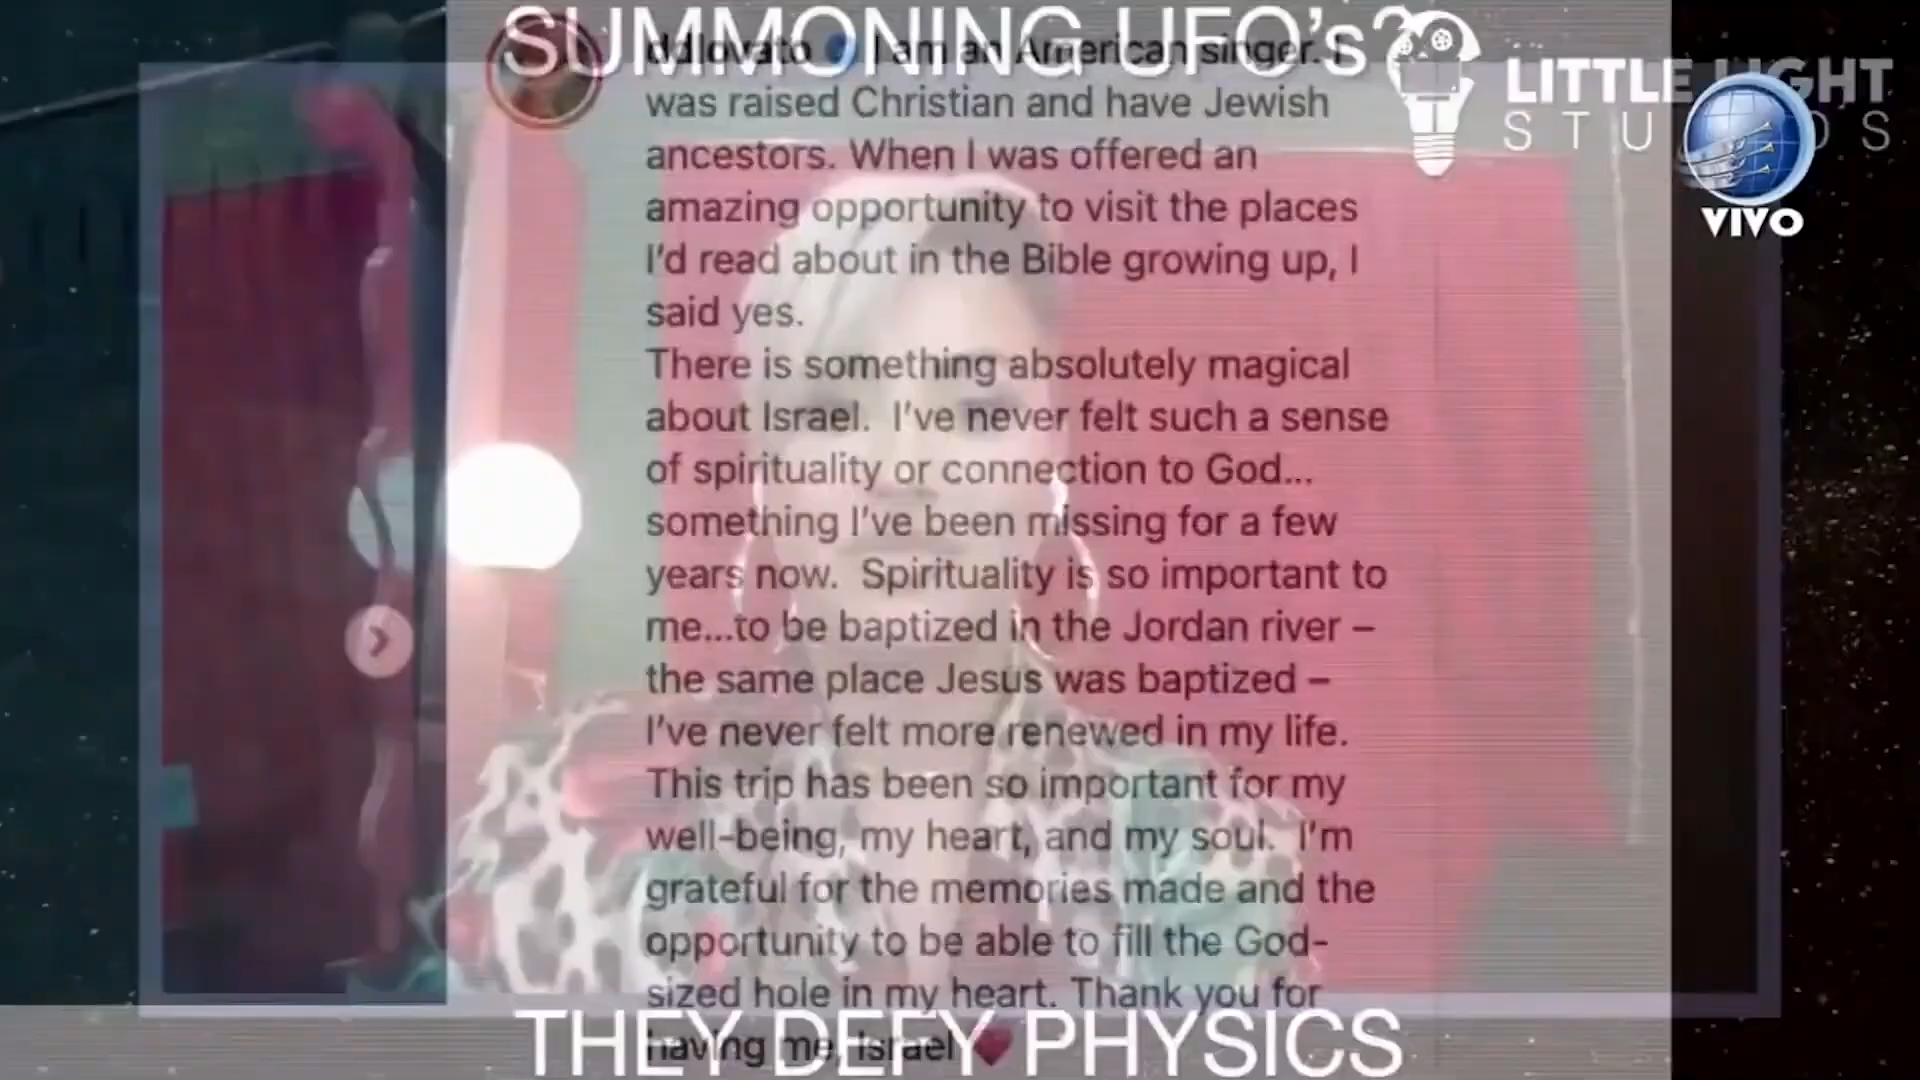 SUMMONING UFO's?
ddlovato I am an American singer. I
was raised Christian and have Jewish
ancestors. When I was offered an
amazing opportunity to visit the places
I'd read about in the Bible growing up, I
said yes.
There is something absolutely magical
about Israel. I've never felt such a sense
of spirituality or connection to God...
something I've been missing for a few
years now. Spirituality is so important to
me...to be baptized in the Jordan river –
the same place Jesus was baptized –
I've never felt more renewed in my life.
This trip has been so important for my
well-being, my heart, and my soul. I'm
grateful for the memories made and the
opportunity to be able to fill the God-
sized hole in my heart. Thank you for
having me, Israel ❤
THEY DEFY PHYSICS
LITTLE LIGHT
STUDIOS
VIVO